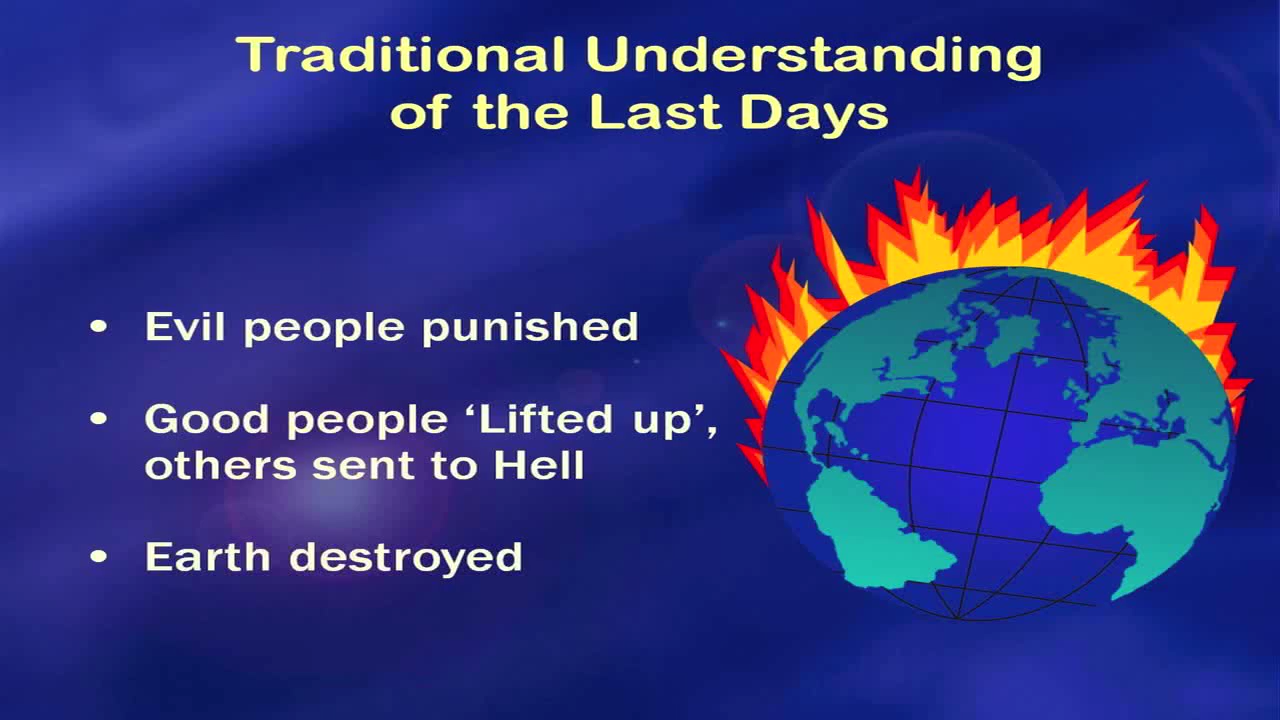 Traditional Understanding
of the Last Days
• Evil people punished
• Good people ‘Lifted up’,
others sent to Hell
• Earth destroyed